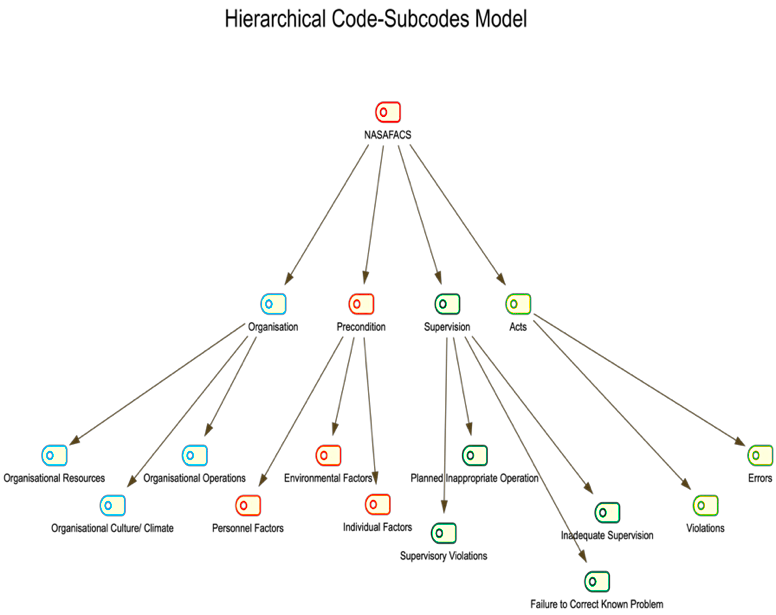 Hierarchical Code-Subcodes Model
NASAFACS
Organisation
Precondition
Supervision
Acts
Organisational Resources
Organisational Operations
Environmental Factors
Planned Inappropriate Operation
Errors
Organisational Culture/ Climate
Personnel Factors
Individual Factors
Violations
Inadequate Supervision
Supervisory Violations
Failure to Correct Known Problem